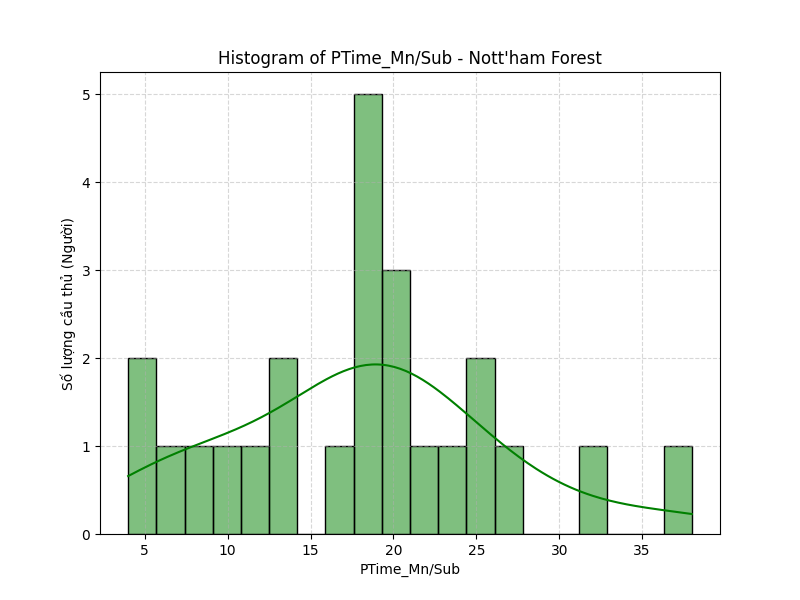 Histogram of PTime_Mn/Sub - Nott'ham Forest
Số lượng cầu thủ (Người)
5
4
3
2
1
0
5 10 15 20 25 30 35
PTime_Mn/Sub